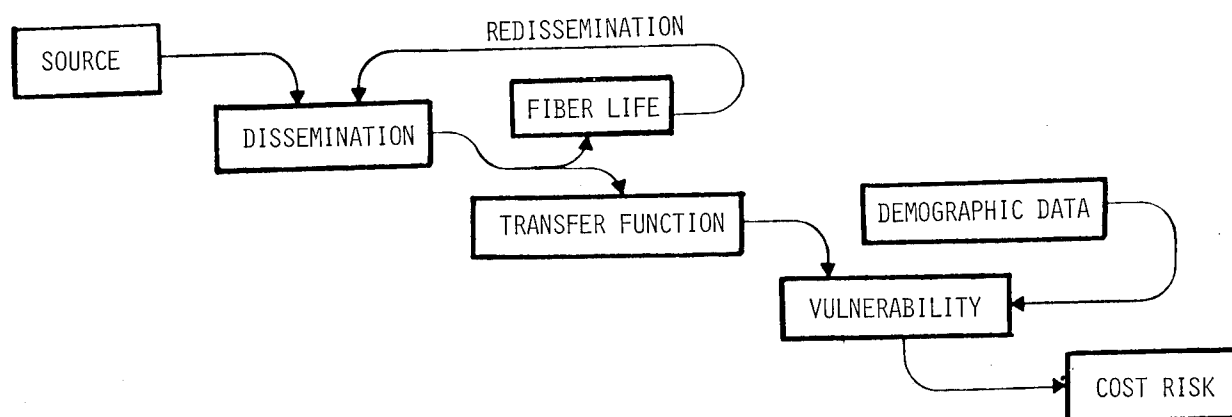 REDISSEMINATION
SOURCE
FIBER LIFE
DISSEMINATION
TRANSFER FUNCTION
DEMOGRAPHIC DATA
VULNERABILITY
COST RISK